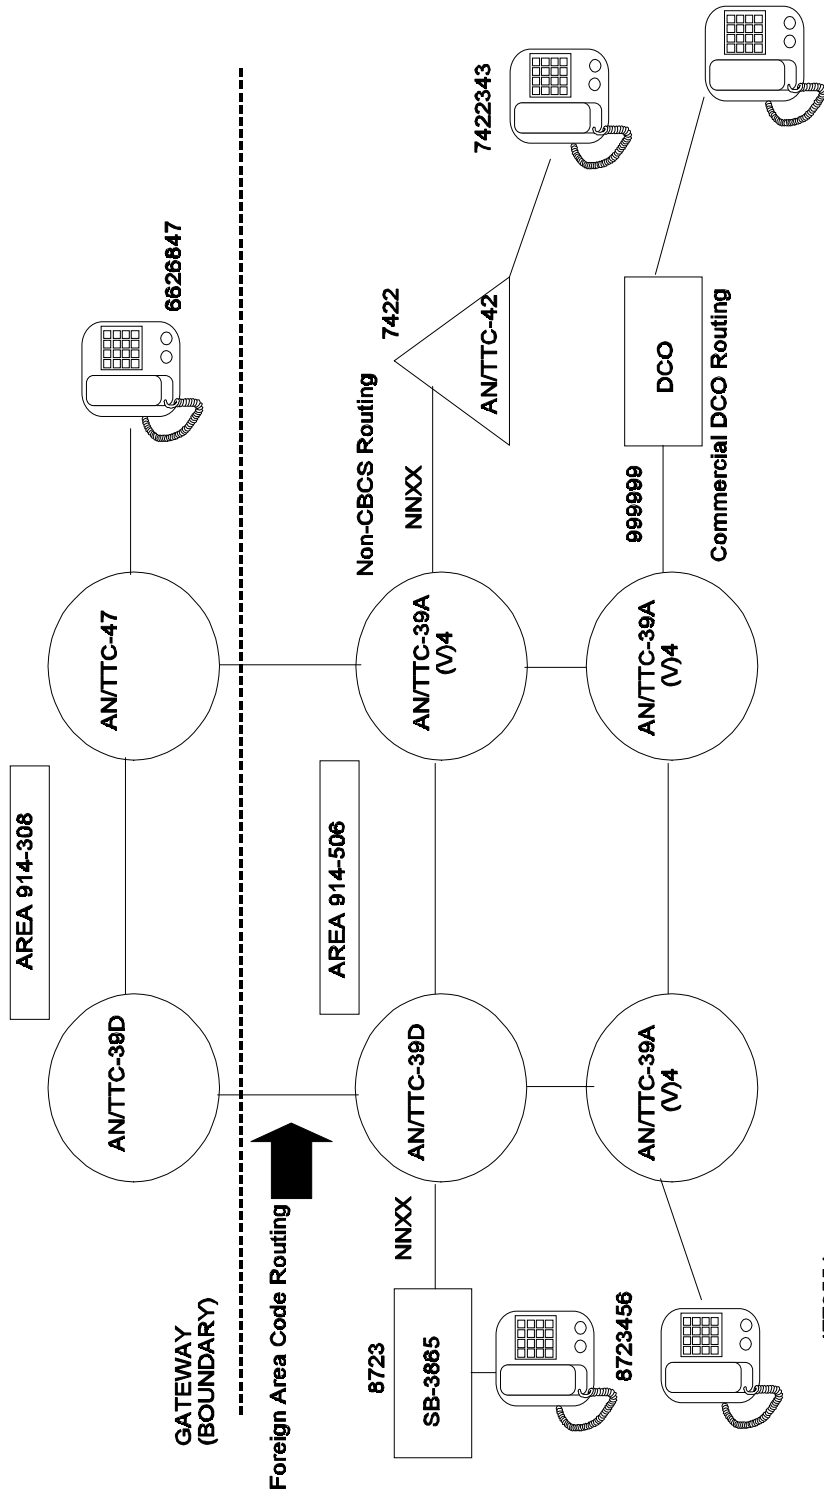 AREA 914-308
AN/TTC-39D
AN/TTC-47
6626847
GATEWAY
(BOUNDARY)
Foreign Area Code Routing
AREA 914-506
Non-CBCS Routing
8723
SB-3865
NNXX
AN/TTC-39D
AN/TTC-39A
(V)4
NNXX
7422
AN/TTC-42
7422343
8723456
AN/TTC-39A
(V)4
AN/TTC-39A
(V)4
999999
DCO
Commercial DCO Routing